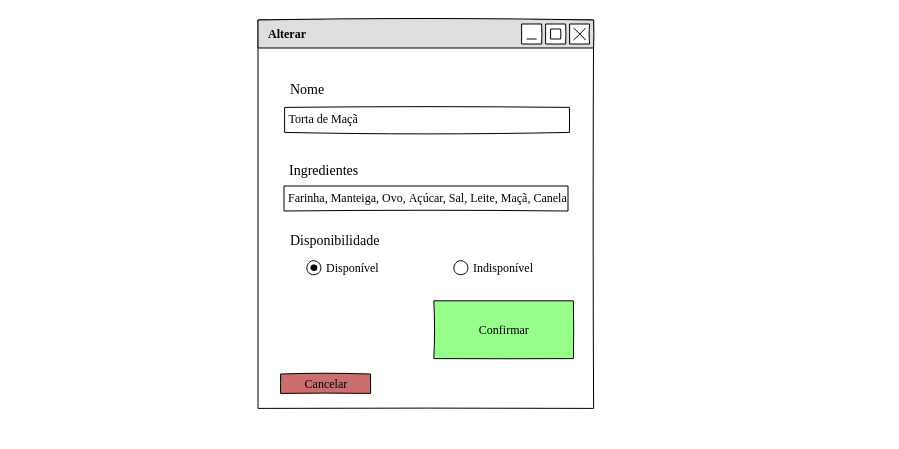 Alterar
Nome
Torta de Maçã
Ingredientes
Farinha, Manteiga, Ovo, Açúcar, Sal, Leite, Maçã, Canela
Disponibilidade
Disponível Indisponível
Confirmar
Cancelar